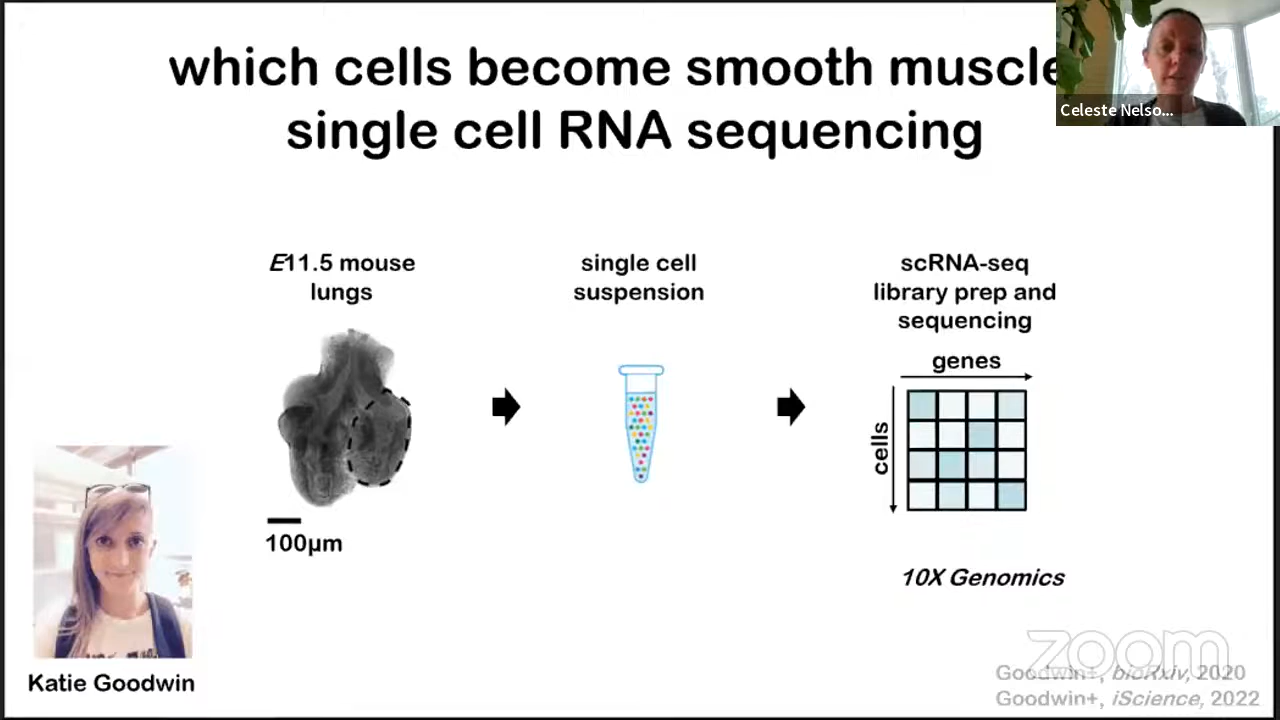 which cells become smooth muscle
single cell RNA sequencing
Celeste Nelso...
E11.5 mouse
lungs
single cell
suspension
scRNA-seq
library prep and
sequencing
genes
cells
100µm
10X Genomics
Katie Goodwin
zoom
Goodwin+, bioRxiv, 2020
Goodwin+, iScience, 2022